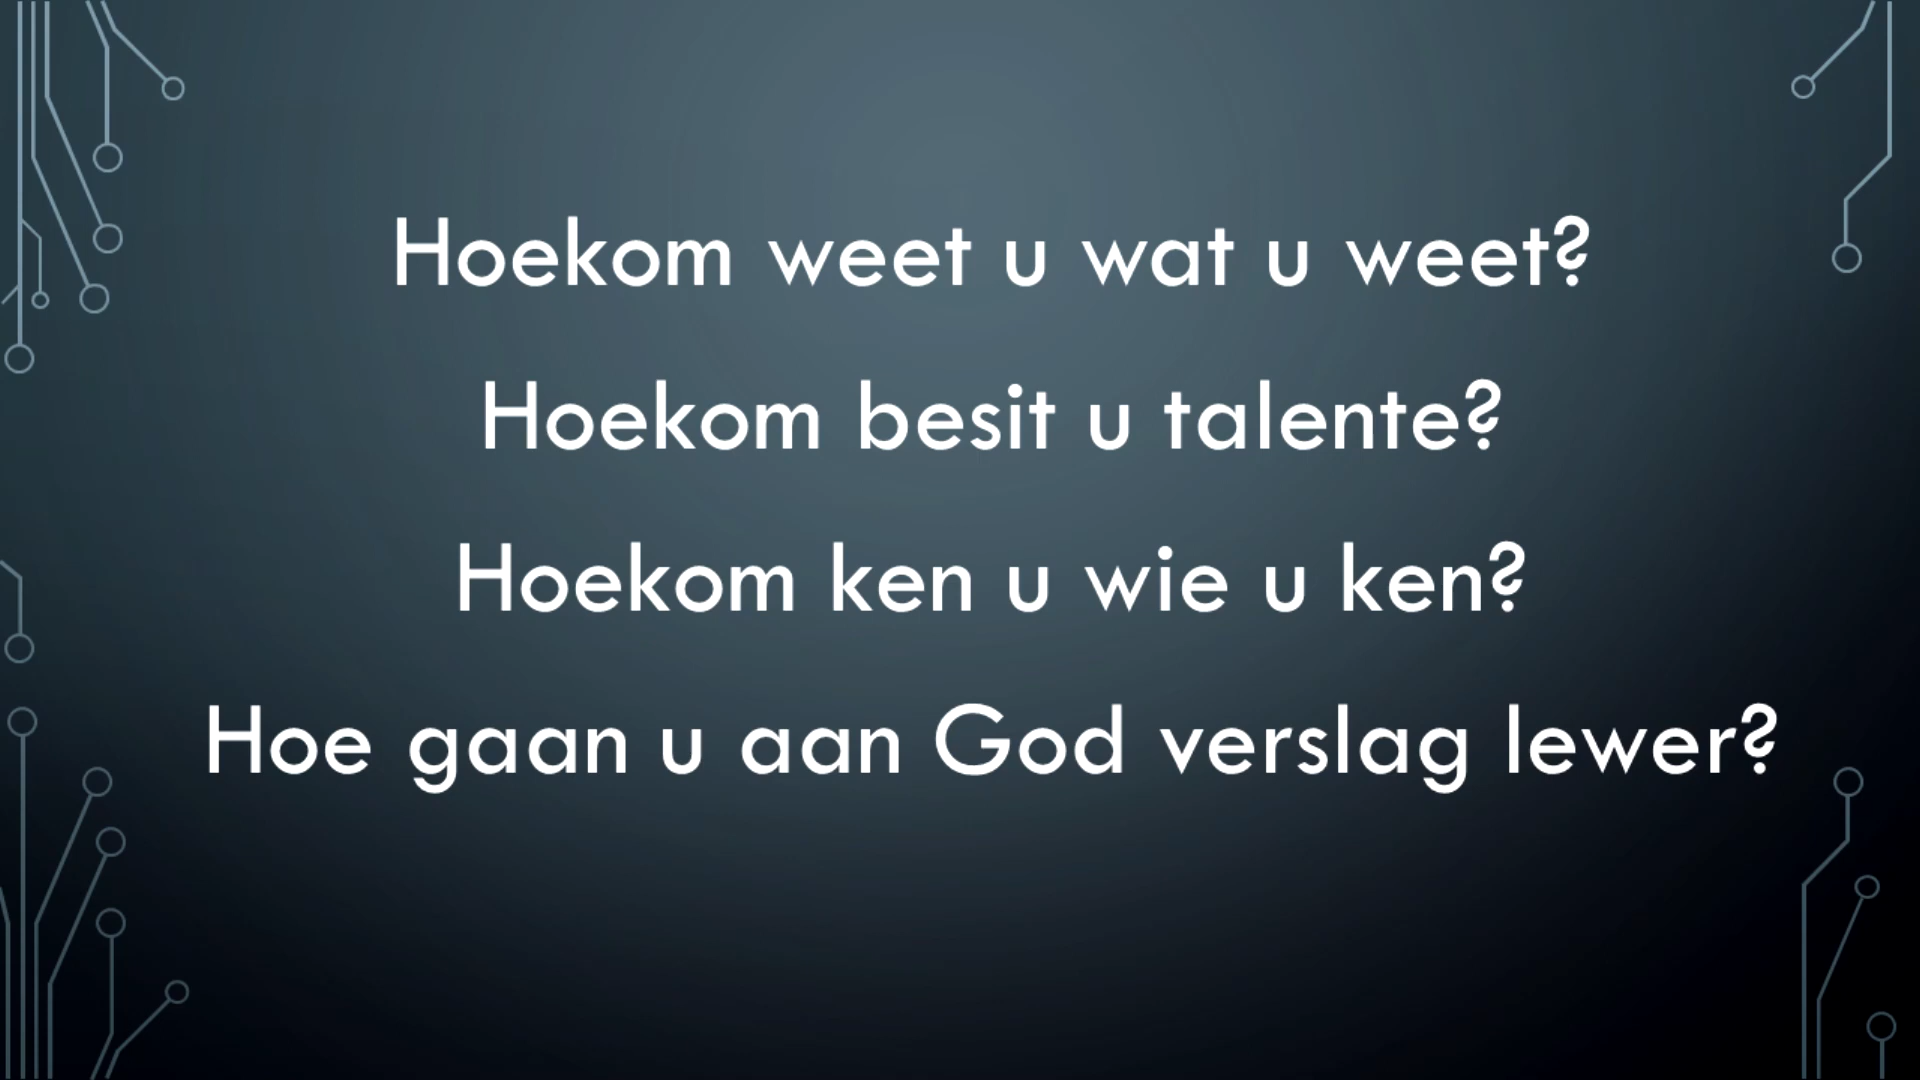 Hoekom weet u wat u weet?
Hoekom besit u talente?
Hoekom ken u wie u ken?
Hoe gaan u aan God verslag lewer?